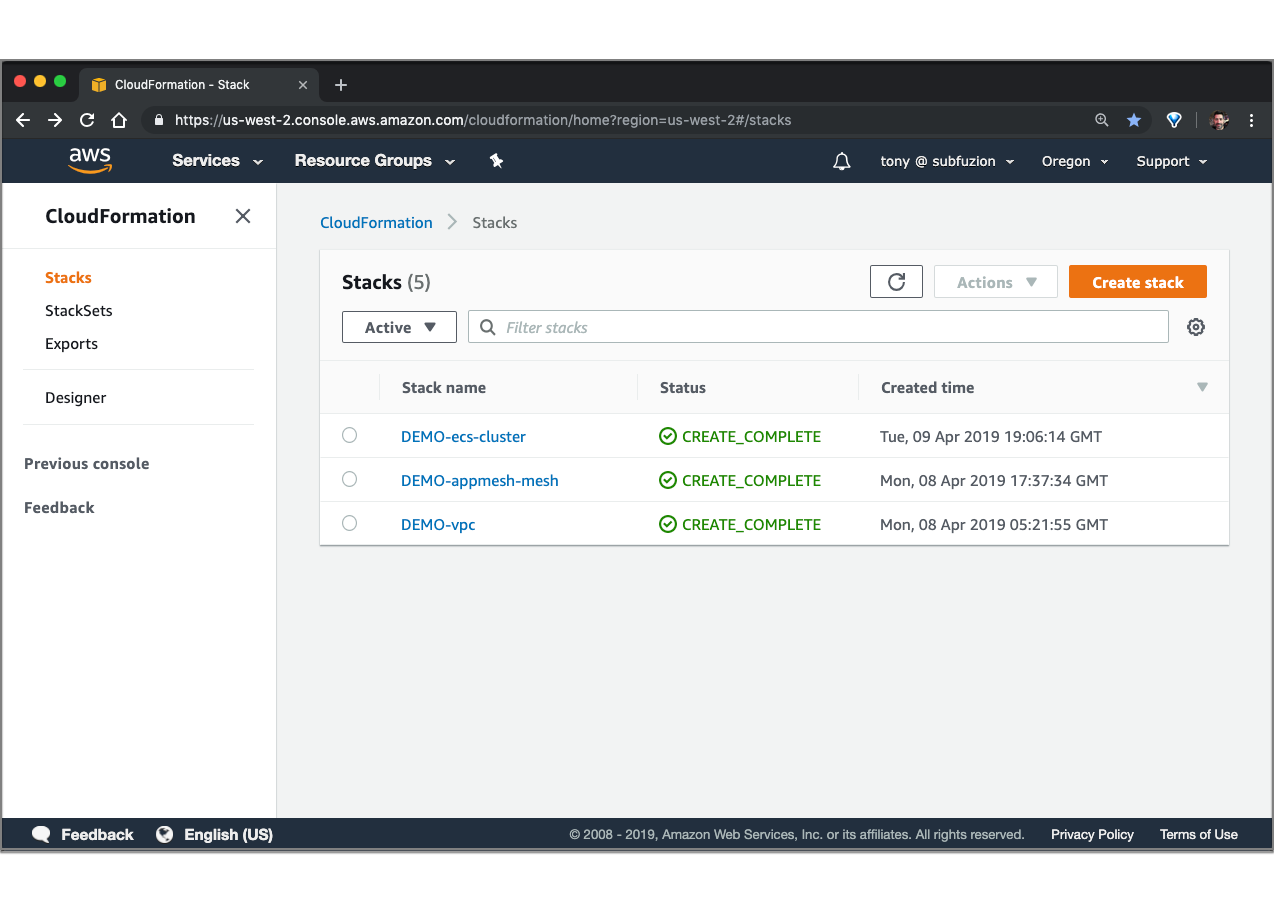 CloudFormation - Stack
https://us-west-2.console.aws.amazon.com/cloudformation/home?region=us-west-2#/stacks
aws Services Resource Groups tony @ subfuzion Oregon Support
CloudFormation
Stacks
StackSets
Exports
Designer
Previous console
Feedback
CloudFormation Stacks
Stacks (5) Actions Create stack
Active Filter stacks
Stack name Status Created time
DEMO-ecs-cluster CREATE_COMPLETE Tue, 09 Apr 2019 19:06:14 GMT
DEMO-appmesh-mesh CREATE_COMPLETE Mon, 08 Apr 2019 17:37:34 GMT
DEMO-vpc CREATE_COMPLETE Mon, 08 Apr 2019 05:21:55 GMT
Feedback English (US) © 2008 - 2019, Amazon Web Services, Inc. or its affiliates. All rights reserved. Privacy Policy Terms of Use